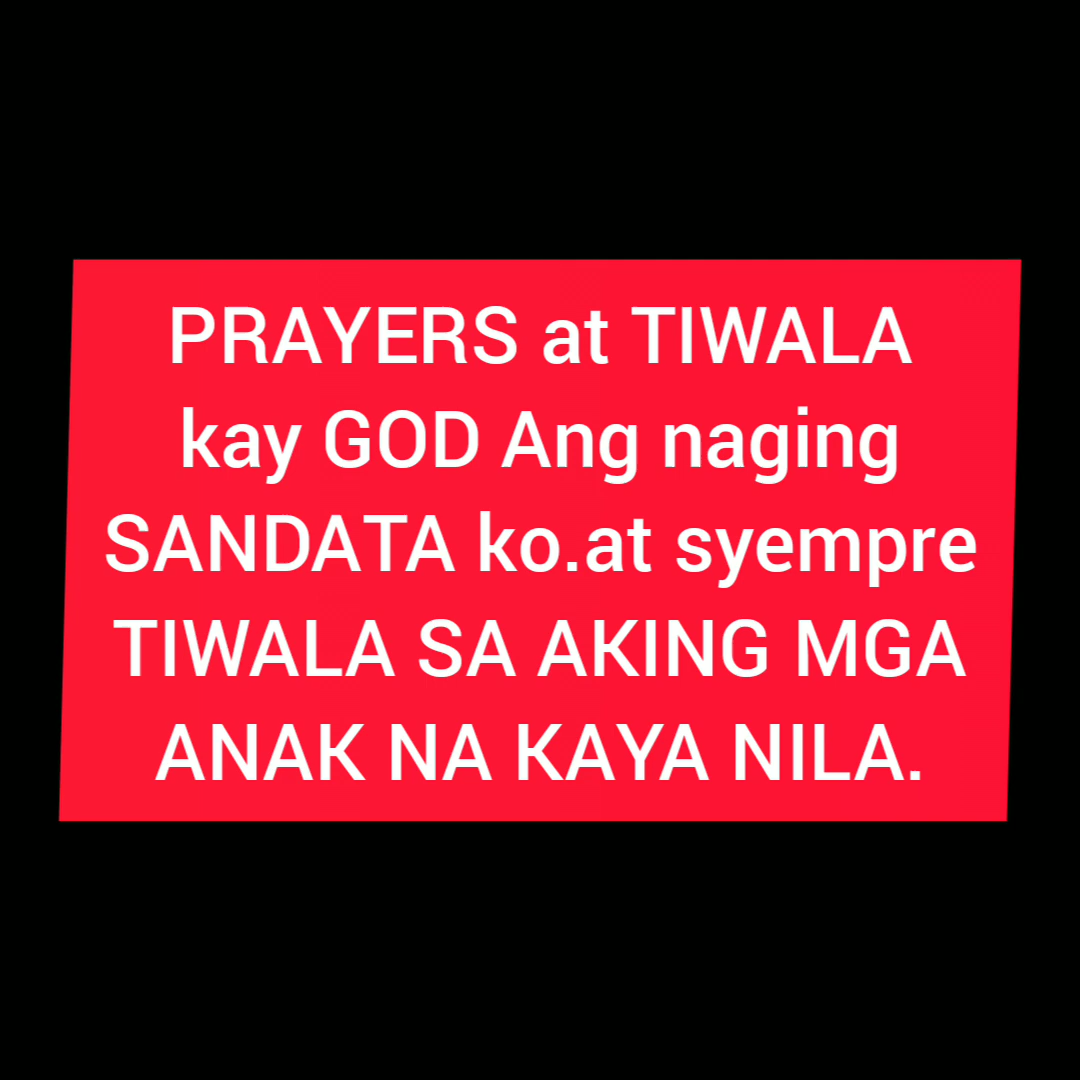 PRAYERS at TIWALA
kay GOD Ang naging
SANDATA ko.at syempre
TIWALA SA AKING MGA
ANAK NA KAYA NILA.